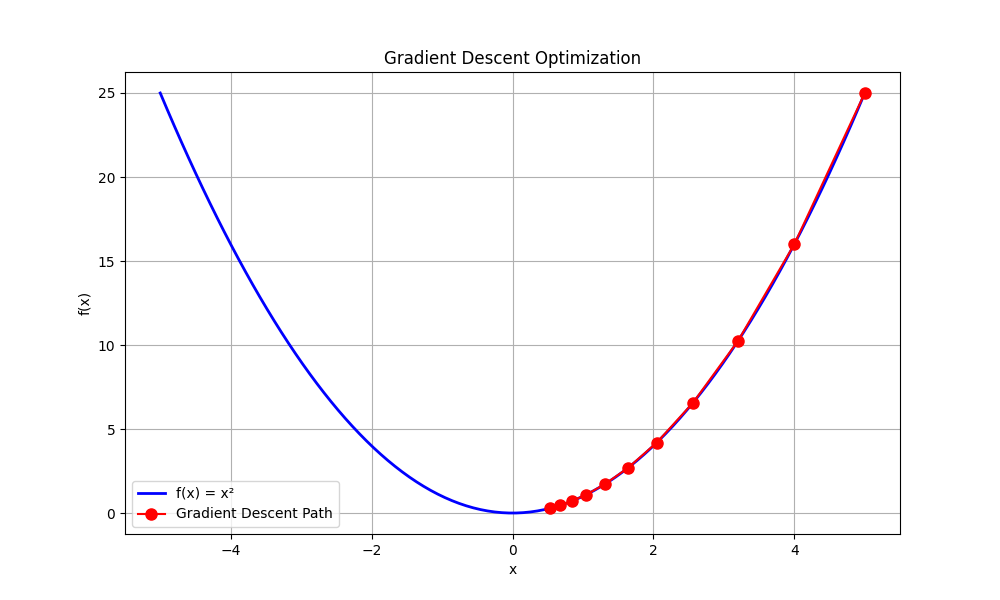 Gradient Descent Optimization
f(x)
25
20
15
10
5
0
f(x) = x²
Gradient Descent Path
−4
−2
0
2
4
x